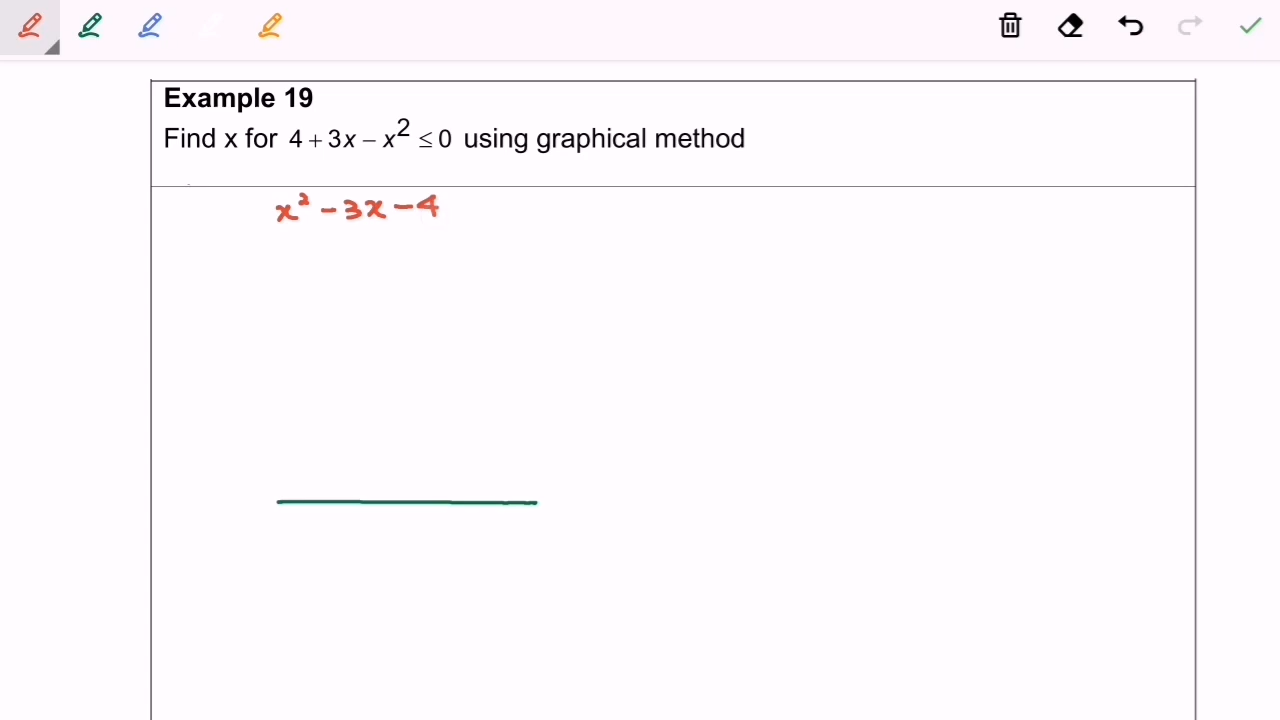 Example 19
Find x for 4 + 3x − x² ≤ 0 using graphical method
x² − 3x − 4